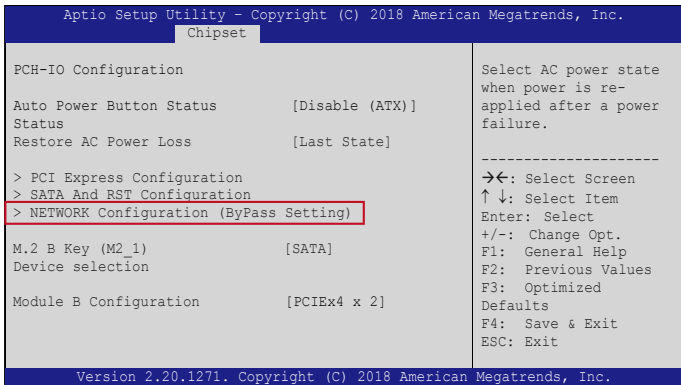 Aptio Setup Utility – Copyright (C) 2018 American Megatrends, Inc.
Chipset
PCH-IO Configuration
Auto Power Button Status [Disable (ATX)]
Status
Restore AC Power Loss [Last State]
> PCI Express Configuration
> SATA And RST Configuration
> NETWORK Configuration (ByPass Setting)
M.2 B Key (M2_1) [SATA]
Device selection
Module B Configuration [PCIEx4 x 2]
Select AC power state
when power is re-
applied after a power
failure.
---------------------
→←: Select Screen
↑ ↓: Select Item
Enter: Select
+/-: Change Opt.
F1: General Help
F2: Previous Values
F3: Optimized
Defaults
F4: Save & Exit
ESC: Exit
Version 2.20.1271. Copyright (C) 2018 American Megatrends, Inc.